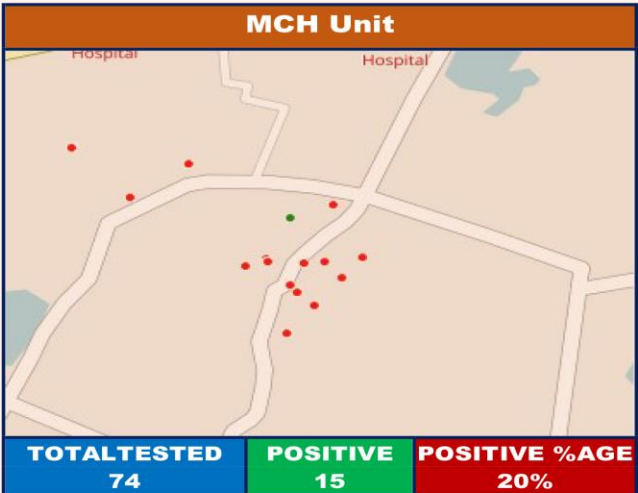 MCH Unit
Hospital
Hospital
TOTALTESTED
74
POSITIVE
15
POSITIVE %AGE
20%